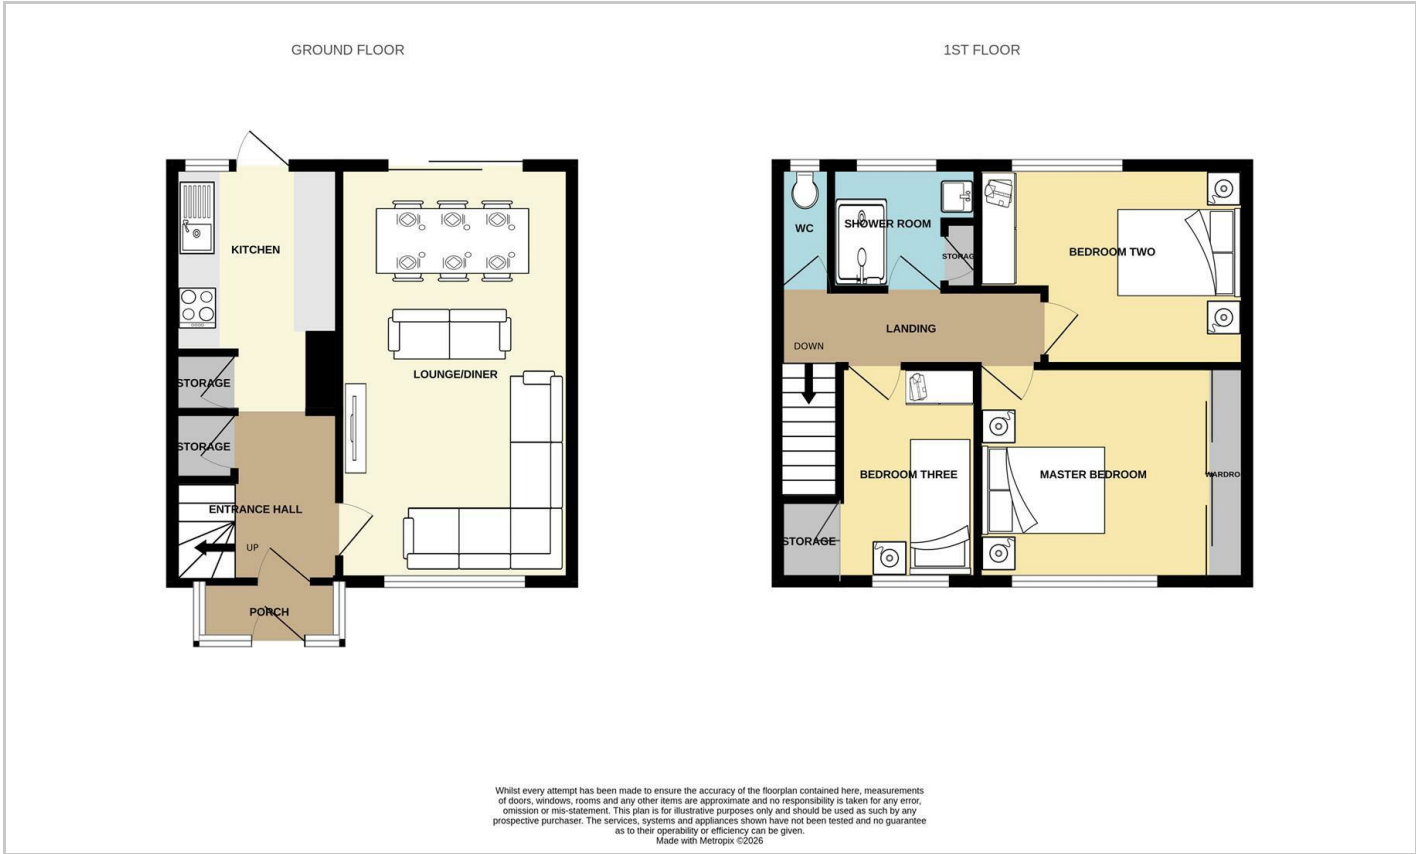 GROUND FLOOR
KITCHEN
STORAGE
LOUNGE/DINER
STORAGE
ENTRANCE HALL
UP
PORCH
1ST FLOOR
WC
SHOWER ROOM
STORAG
BEDROOM TWO
LANDING
DOWN
BEDROOM THREE
MASTER BEDROOM
WARDRO
STORAGE
Whilst every attempt has been made to ensure the accuracy of the floorplan contained here, measurements
of doors, windows, rooms and any other items are approximate and no responsibility is taken for any error,
omission or mis-statement. This plan is for illustrative purposes only and should be used as such by any
prospective purchaser. The services, systems and appliances shown have not been tested and no guarantee
as to their operability or efficiency can be given.
Made with Metropix ©2026